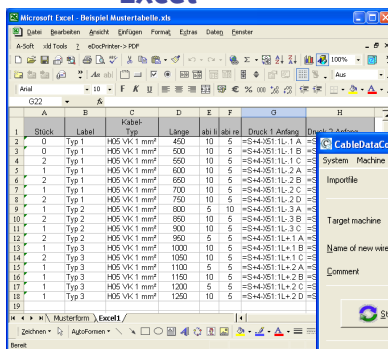 Excel
Microsoft Excel - Beispiel Mustertabelle.xls
Datei Bearbeiten Ansicht Einfügen Format Extras Daten Fenster
A-Soft xld Tools ? eDocPrinter-> PDF
100%
Aus
Arial 10 F K U
G22
A B C D E F G H
1 Stück Label Kabel-Typ Länge abi li abi re Druck 1 Anfang
2 0 Typ 1 H05 VK 1 mm² 450 10 5 =S+4-X51:1L-.1 A =S
3 1 Typ 1 H05 VK 1 mm² 500 10 5 =S+4-X51:1L-.1 B =S
4 2 Typ 1 H05 VK 1 mm² 550 10 5 =S+4-X51:1L-.1 C =S
5 1 Typ 1 H05 VK 1 mm² 600 10 5 =S+4-X51:1L-.2 A =S
6 2 Typ 1 H05 VK 1 mm² 650 10 5 =S+4-X51:1L-.2 B =S
7 1 Typ 1 H05 VK 1 mm² 700 10 5 =S+4-X51:1L-.2 C =S
8 2 Typ 2 H05 VK 1 mm² 750 10 5 =S+4-X51:1L-.2 D =S
9 1 Typ 2 H05 VK 1 mm² 800 5 10 =S+4-X51:1L-.3 A =S
10 2 Typ 2 H05 VK 1 mm² 850 10 5 =S+4-X51:1L-.3 B =S
11 1 Typ 2 H05 VK 1 mm² 900 10 5 =S+4-X51:1L-.3 C =S
12 2 Typ 2 H05 VK 1 mm² 950 5 5 =S+4-X51:1L+.1 A =S
13 1 Typ 3 H05 VK 1 mm² 1000 10 5 =S+4-X51:1L+.1 B =S
14 2 Typ 3 H05 VK 1 mm² 1050 10 5 =S+4-X51:1L+.1 C =S
15 1 Typ 3 H05 VK 1 mm² 1100 5 5 =S+4-X51:1L+.2 A =S
16 1 Typ 3 H05 VK 1 mm² 1150 10 5 =S+4-X51:1L+.2 B =S
17 1 Typ 3 H05 VK 1 mm² 1200 5 5 =S+4-X51:1L+.2 C =S
18 1 Typ 3 H05 VK 1 mm² 1250 10 5 =S+4-X51:1L+.2 D =S
19
CableDataCo
System Machine
Importfile
Target machine
Name of new wire
Comment
St
Musterform Excel1
Zeichnen AutoFormen
Bereit